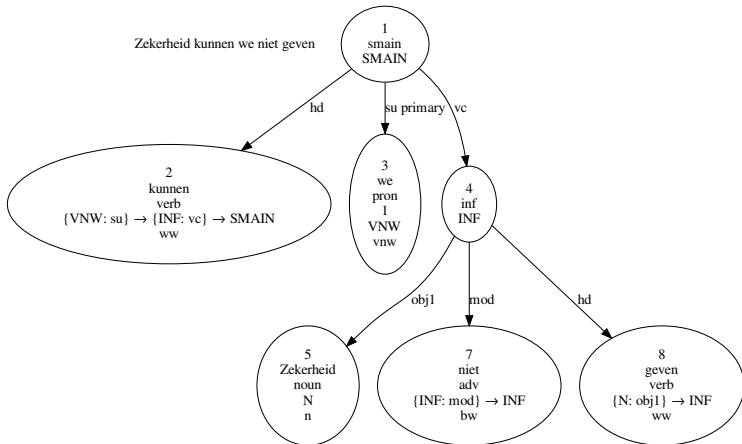 Zekerheid kunnen we niet geven
1
smain
SMAIN
hd
su primary
vc
2
kunnen
verb
{VNW: su} → {INF: vc} → SMAIN
ww
3
we
pron
1
VNW
vnw
4
inf
INF
obj1
mod
hd
5
Zekerheid
noun
N
n
7
niet
adv
{INF: mod} → INF
bw
8
geven
verb
{N: obj1} → INF
ww